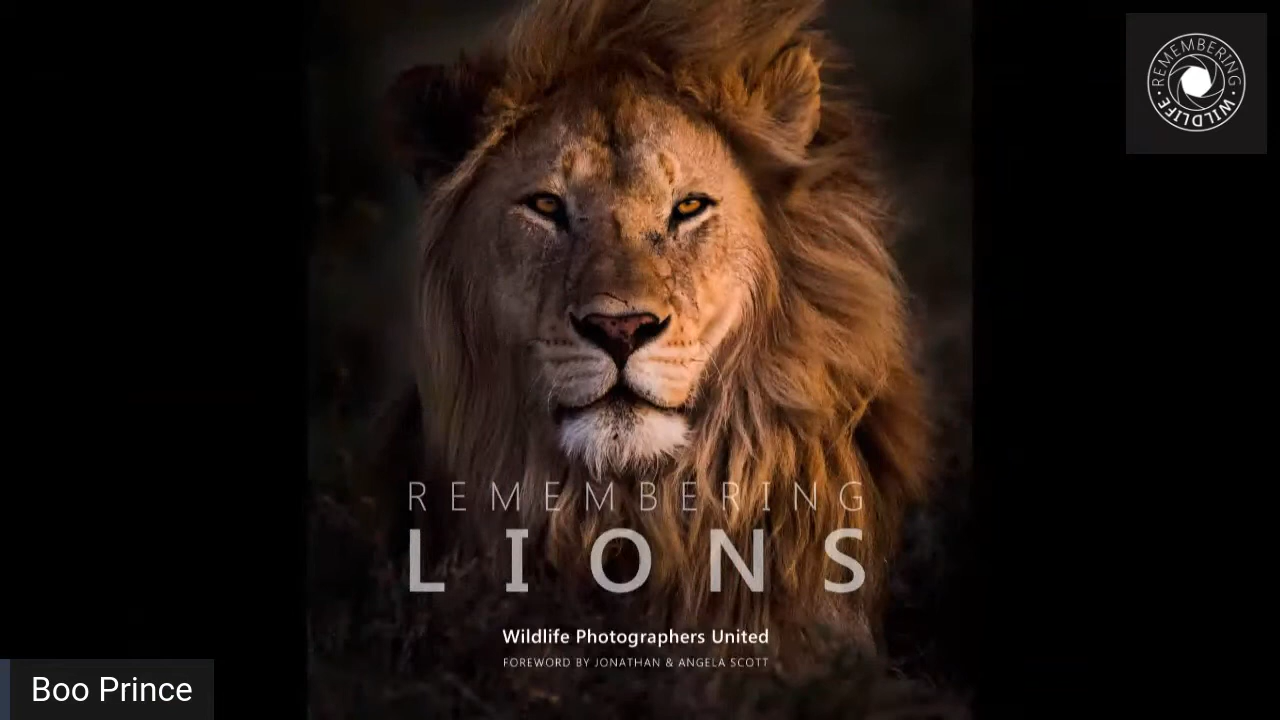 REMEMBERING WILDLIFE
REMEMBERING
LIONS
Wildlife Photographers United
FOREWORD BY JONATHAN & ANGELA SCOTT
Boo Prince